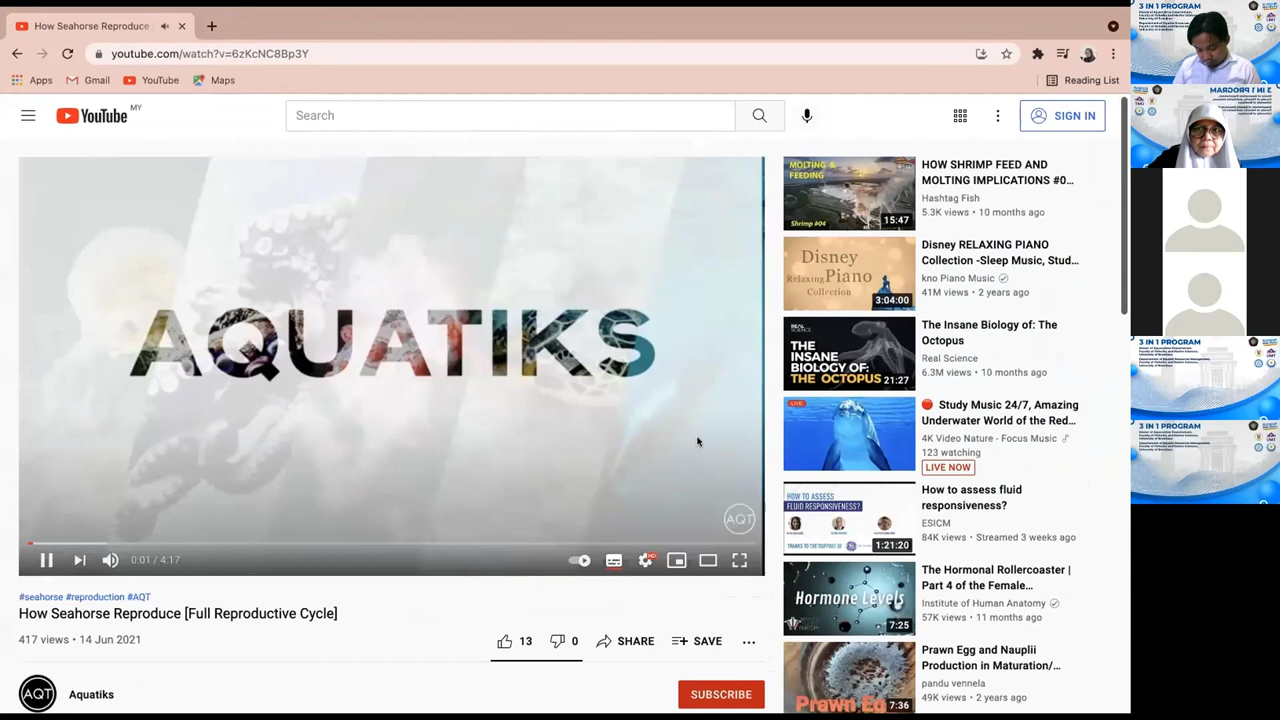 How Seahorse Reproduce
youtube.com/watch?v=6zKcNC8Bp3Y
Apps
Gmail
YouTube
Maps
Reading List
YouTube MY
Search
SIGN IN
AQUATIKS
AQT
0:01 / 4:17
HD
#seahorse #reproduction #AQT
How Seahorse Reproduce [Full Reproductive Cycle]
417 views • 14 Jun 2021
13
0
SHARE
SAVE
AQT
Aquatiks
SUBSCRIBE
MOLTING &
FEEDING
Shrimp #04
15:47
HOW SHRIMP FEED AND
MOLTING IMPLICATIONS #0...
Hashtag Fish
5.3K views • 10 months ago
Disney
Relaxing Piano
Collection
3:04:00
Disney RELAXING PIANO
Collection -Sleep Music, Stud...
kno Piano Music
41M views • 2 years ago
REAL
SCIENCE
THE
INSANE
BIOLOGY OF:
THE OCTOPUS
21:27
The Insane Biology of: The
Octopus
Real Science
6.3M views • 10 months ago
LIVE
Study Music 24/7, Amazing
Underwater World of the Red...
4K Video Nature - Focus Music
123 watching
LIVE NOW
HOW TO ASSESS
FLUID RESPONSIVENESS?
1:21:20
How to assess fluid
responsiveness?
ESICM
84K views • Streamed 3 weeks ago
Hormone Levels
7:25
The Hormonal Rollercoaster |
Part 4 of the Female...
Institute of Human Anatomy
57K views • 11 months ago
Prawn Eg
7:36
Prawn Egg and Nauplii
Production in Maturation/...
pandu vennela
49K views • 2 years ago
3 IN 1 PROGRAM
3 IN 1 PROGRAM
3 IN 1 PROGRAM
3 IN 1 PROGRAM